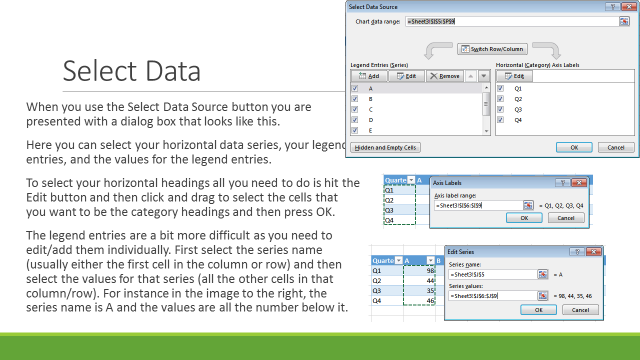 Select Data
When you use the Select Data Source button you are
presented with a dialog box that looks like this.
Here you can select your horizontal data series, your legend
entries, and the values for the legend entries.
To select your horizontal headings all you need to do is hit the
Edit button and then click and drag to select the cells that
you want to be the category headings and then press OK.
The legend entries are a bit more difficult as you need to
edit/add them individually. First select the series name
(usually either the first cell in the column or row) and then
select the values for that series (all the other cells in that
column/row). For instance in the image to the right, the
series name is A and the values are all the number below it.
Select Data Source
Chart data range:
Switch Row/Column
Legend Entries (Series)
Horizontal (Category) Axis Labels
Add Edit Remove
Edit
A Q1
B Q2
C Q3
D Q4
E
Hidden and Empty Cells
OK Cancel
Quarte A
Q1
Q2
Q3
Q4
Axis Labels
Axis label range:
=Sheet3!$I$6:$I$9 = Q1, Q2, Q3, Q4
OK Cancel
Quarte A B
Q1 98
Q2 44
Q3 35
Q4 46
Edit Series
Series name:
=Sheet3!$J$5 = A
Series values:
=Sheet3!$J$6:$J$9 = 98, 44, 35, 46
OK Cancel